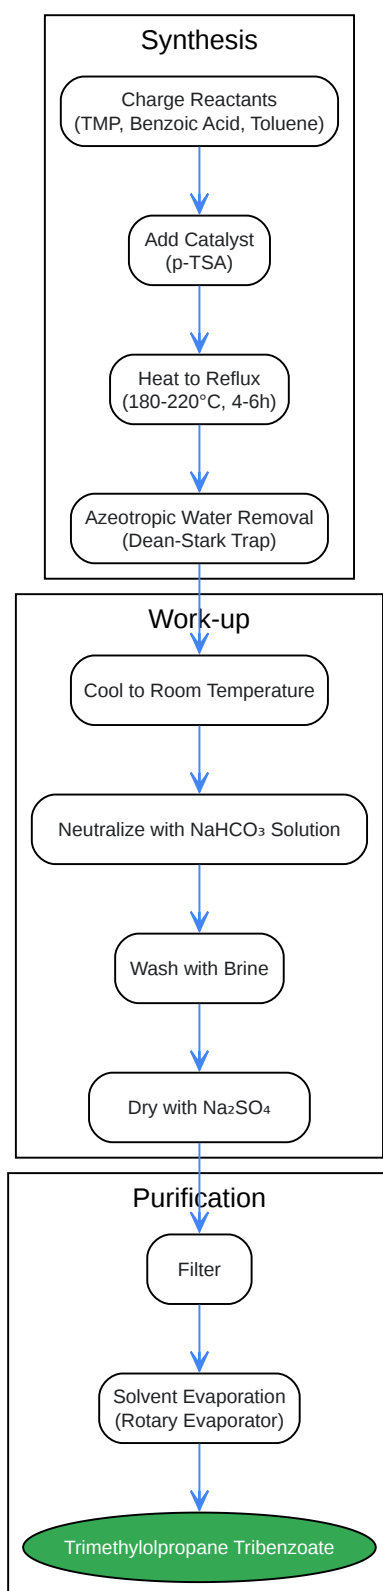 Synthesis
Charge Reactants
(TMP, Benzoic Acid, Toluene)
Add Catalyst
(p-TSA)
Heat to Reflux
(180-220°C, 4-6h)
Azeotropic Water Removal
(Dean-Stark Trap)
Work-up
Cool to Room Temperature
Neutralize with NaHCO₃ Solution
Wash with Brine
Dry with Na₂SO₄
Purification
Filter
Solvent Evaporation
(Rotary Evaporator)
Trimethylolpropane Tribenzoate